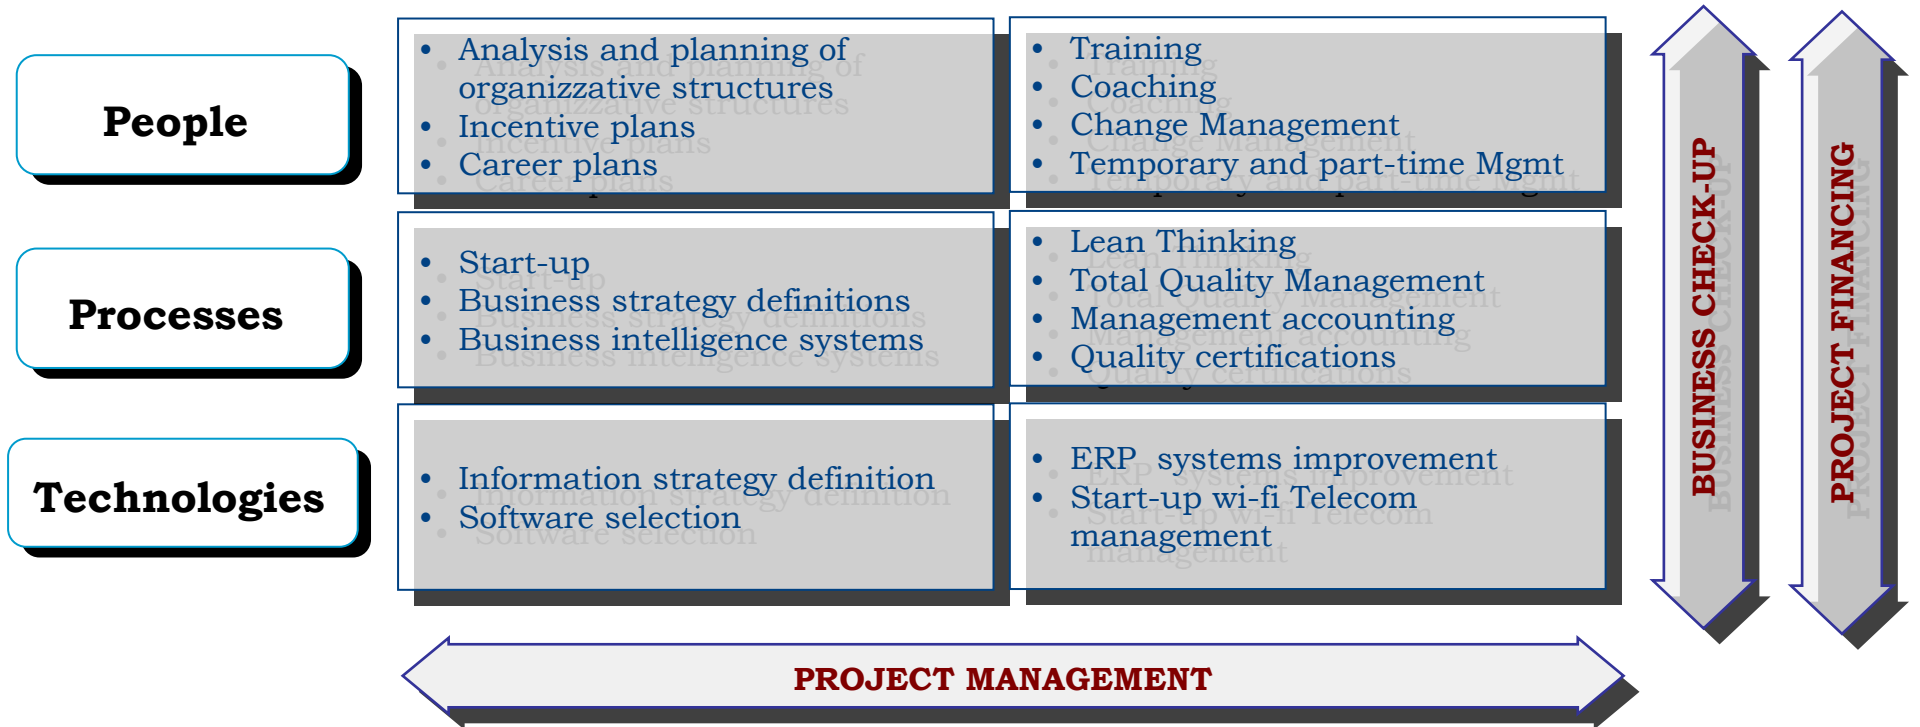 People
• Analysis and planning of
organizzative structures
• Incentive plans
• Career plans
• Training
• Coaching
• Change Management
• Temporary and part-time Mgmt
Processes
• Start-up
• Business strategy definitions
• Business intelligence systems
• Lean Thinking
• Total Quality Management
• Management accounting
• Quality certifications
Technologies
• Information strategy definition
• Software selection
• ERP systems improvement
• Start-up wi-fi Telecom
management
BUSINESS CHECK-UP
PROJECT FINANCING
PROJECT MANAGEMENT